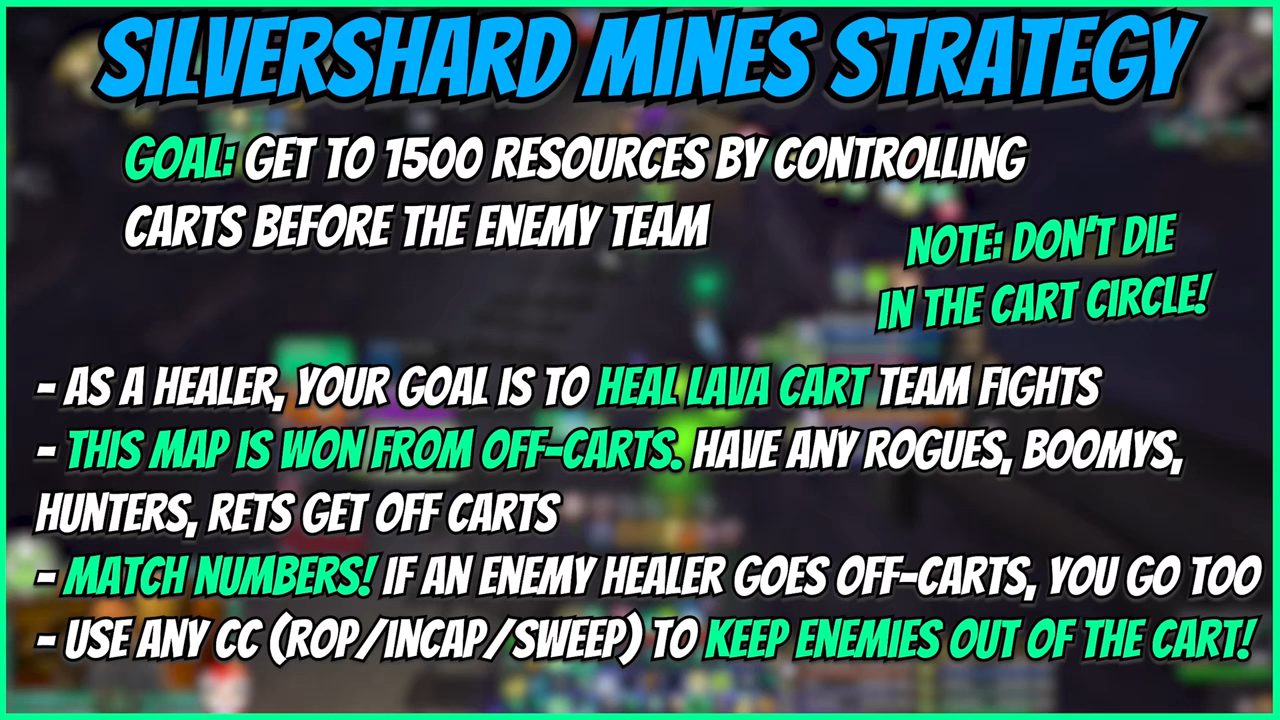 SILVERSHARD MINES STRATEGY
GOAL: GET TO 1500 RESOURCES BY CONTROLLING
CARTS BEFORE THE ENEMY TEAM
NOTE: DON'T DIE
IN THE CART CIRCLE!
- AS A HEALER, YOUR GOAL IS TO HEAL LAVA CART TEAM FIGHTS
- THIS MAP IS WON FROM OFF-CARTS. HAVE ANY ROGUES, BOOMYS,
HUNTERS, RETS GET OFF CARTS
- MATCH NUMBERS! IF AN ENEMY HEALER GOES OFF-CARTS, YOU GO TOO
- USE ANY CC (ROP/INCAP/SWEEP) TO KEEP ENEMIES OUT OF THE CART!